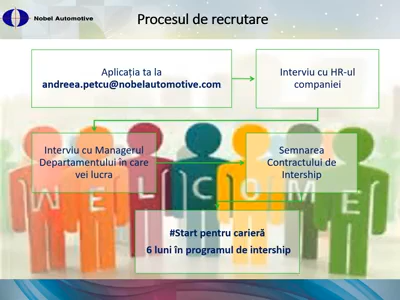 Nobel Automotive
Procesul de recrutare
Aplicația ta la
andreea.petcu@nobelautomotive.com
Interviu cu HR-ul
companiei
Interviu cu Managerul
Departamentului în care
vei lucra
Semnarea
Contractului de
Intership
WELCOME
#Start pentru carieră
6 luni în programul de intership